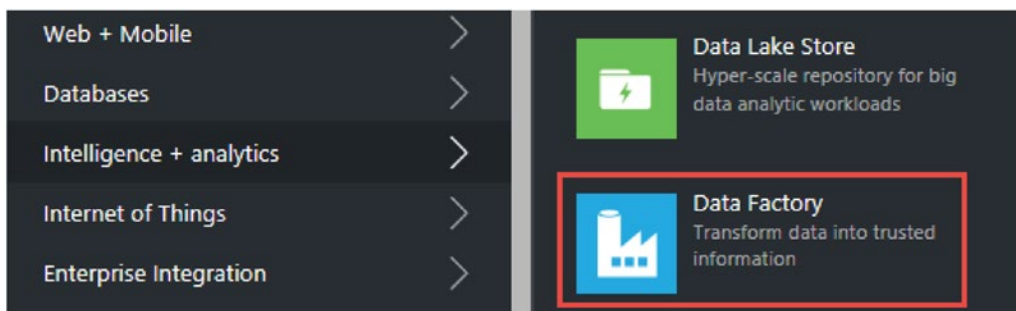 Web + Mobile
Databases
Intelligence + analytics
Internet of Things
Enterprise Integration
Data Lake Store
Hyper-scale repository for big
data analytic workloads
Data Factory
Transform data into trusted
information